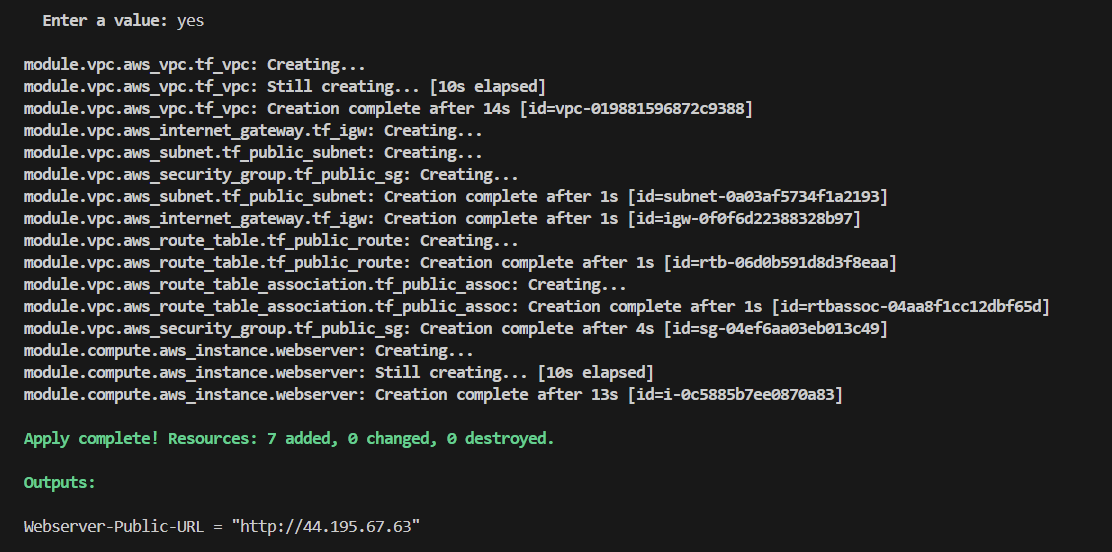 Enter a value: yes
module.vpc.aws_vpc.tf_vpc: Creating...
module.vpc.aws_vpc.tf_vpc: Still creating... [10s elapsed]
module.vpc.aws_vpc.tf_vpc: Creation complete after 14s [id=vpc-019881596872c9388]
module.vpc.aws_internet_gateway.tf_igw: Creating...
module.vpc.aws_subnet.tf_public_subnet: Creating...
module.vpc.aws_security_group.tf_public_sg: Creating...
module.vpc.aws_subnet.tf_public_subnet: Creation complete after 1s [id=subnet-0a03af5734f1a2193]
module.vpc.aws_internet_gateway.tf_igw: Creation complete after 1s [id=igw-0f0f6d22388328b97]
module.vpc.aws_route_table.tf_public_route: Creating...
module.vpc.aws_route_table.tf_public_route: Creation complete after 1s [id=rtb-06d0b591d8d3f8eaa]
module.vpc.aws_route_table_association.tf_public_assoc: Creating...
module.vpc.aws_route_table_association.tf_public_assoc: Creation complete after 1s [id=rtbassoc-04aa8f1cc12dbf65d]
module.vpc.aws_security_group.tf_public_sg: Creation complete after 4s [id=sg-04ef6aa03eb013c49]
module.compute.aws_instance.webserver: Creating...
module.compute.aws_instance.webserver: Still creating... [10s elapsed]
module.compute.aws_instance.webserver: Creation complete after 13s [id=i-0c5885b7ee0870a83]
Apply complete! Resources: 7 added, 0 changed, 0 destroyed.
Outputs:
Webserver-Public-URL = "http://44.195.67.63"